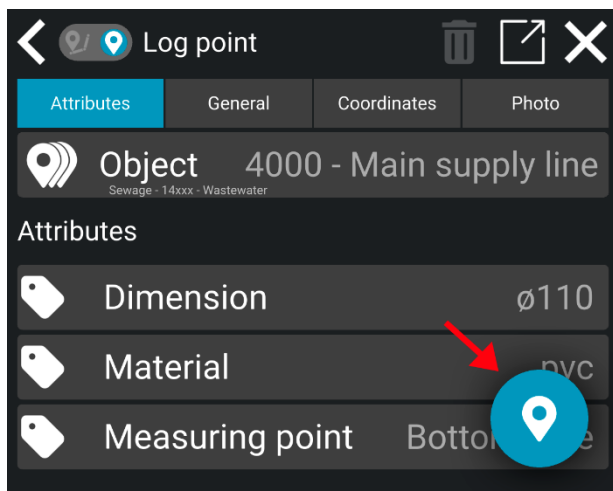 Log point
Attributes General Coordinates Photo
Object 4000 - Main supply line
Sewage - 14xxx - Wastewater
Attributes
Dimension ø110
Material pvc
Measuring point